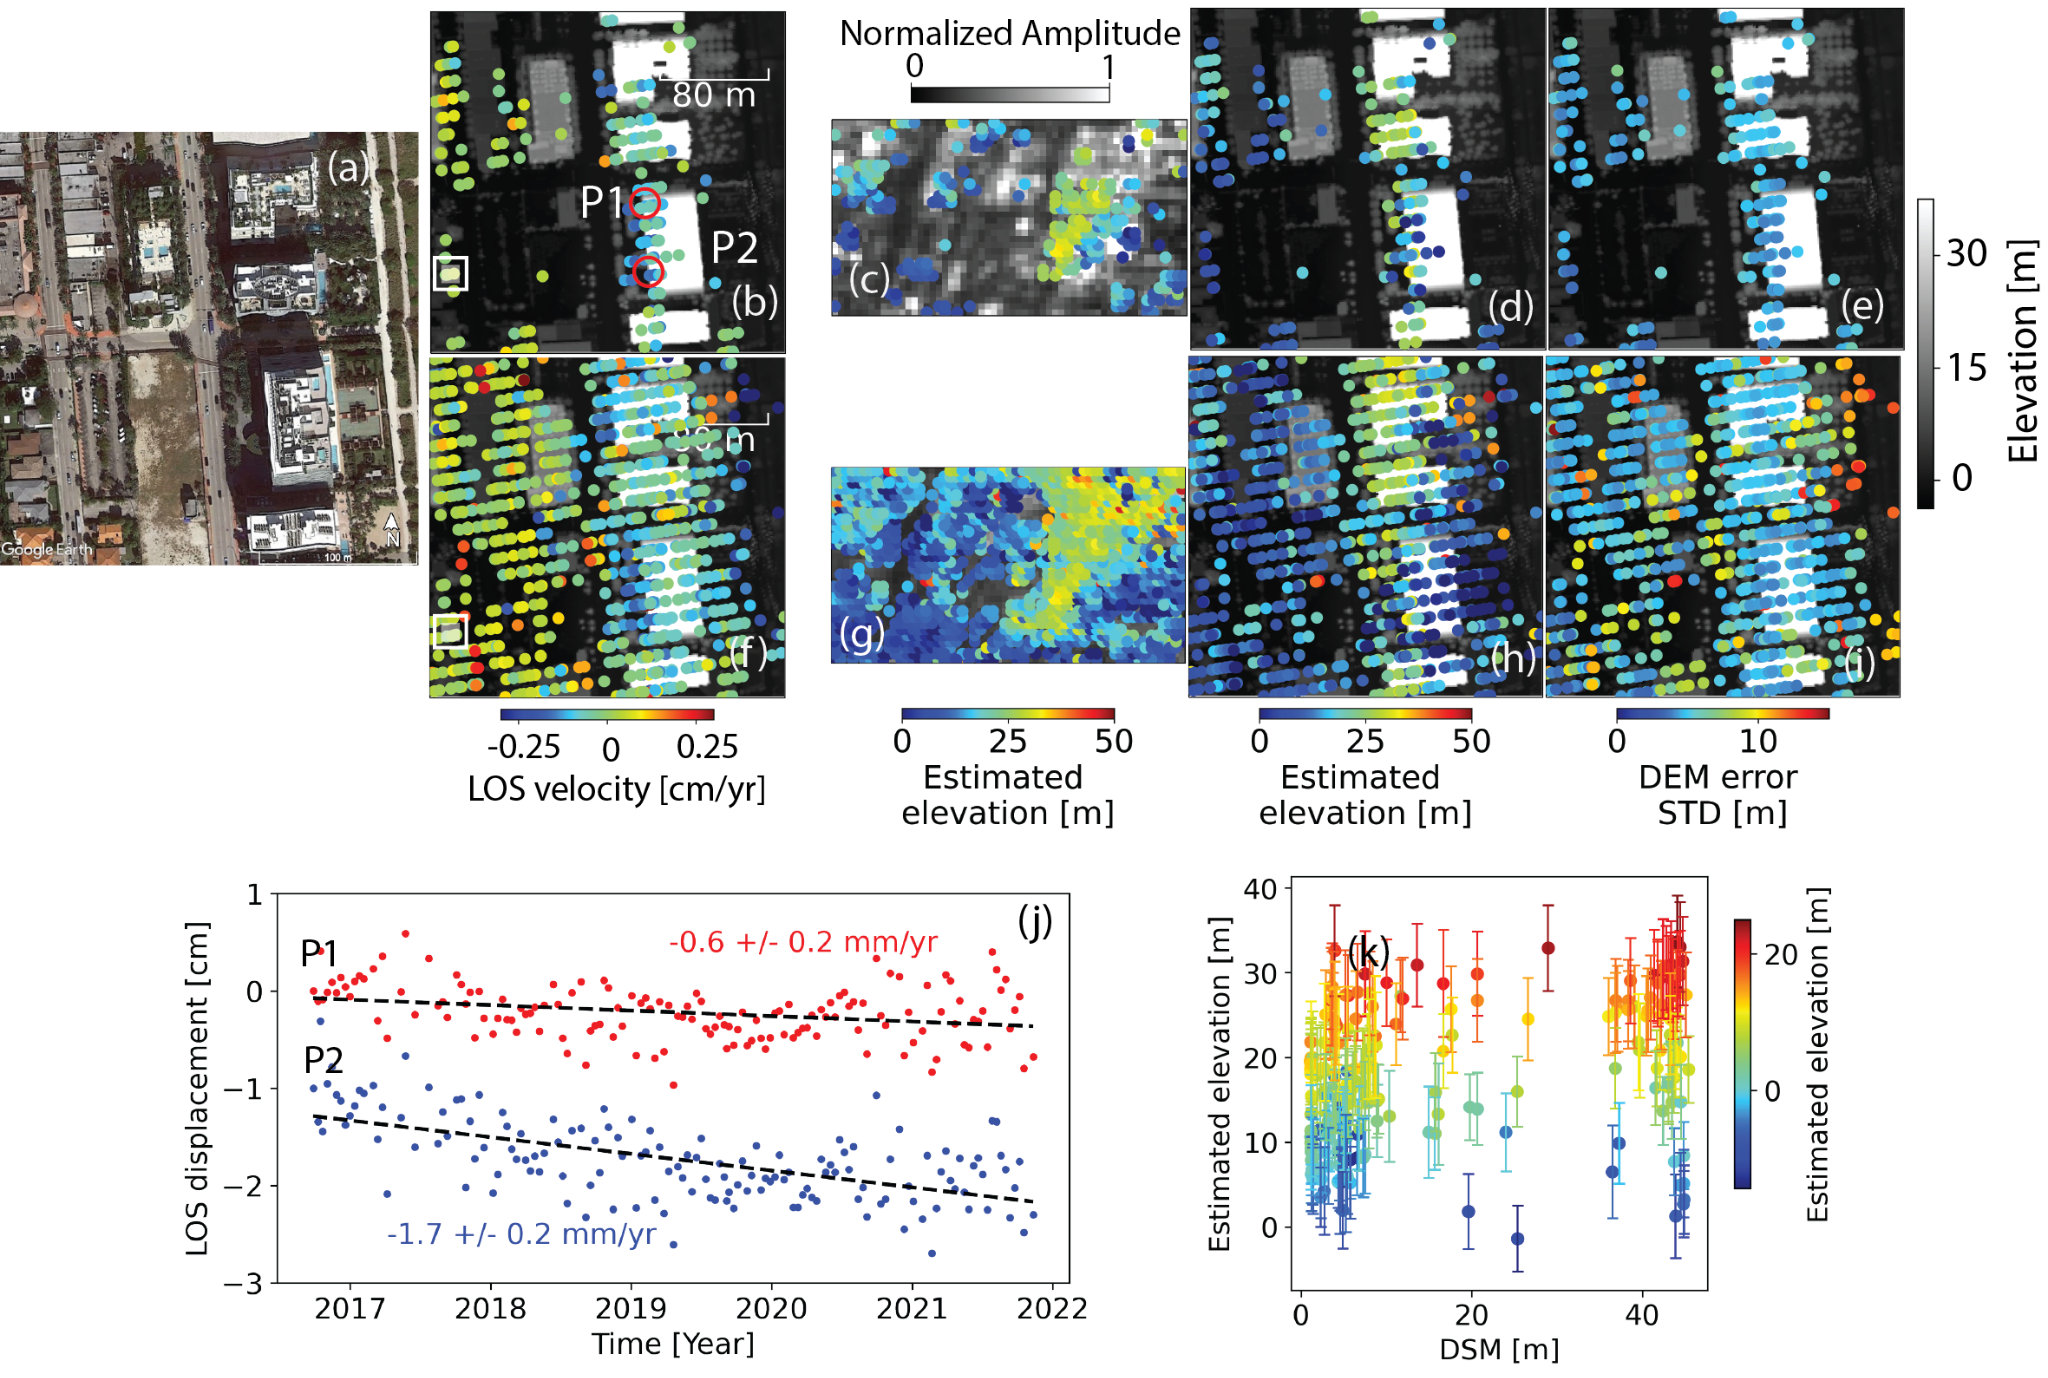 Normalized Amplitude
0 1
(a)
Google Earth
N
100 m
80 m
P1
P2
(b)
(c)
(d)
(e)
30
15
0
Elevation [m]
m
(f)
(g)
(h)
(i)
-0.25 0 0.25
LOS velocity [cm/yr]
0 25 50
Estimated
elevation [m]
0 25 50
Estimated
elevation [m]
0 10
DEM error
STD [m]
1
0
−1
−2
−3
LOS displacement [cm]
P1
P2
-0.6 +/- 0.2 mm/yr
-1.7 +/- 0.2 mm/yr
(j)
2017 2018 2019 2020 2021 2022
Time [Year]
40
30
20
10
0
Estimated elevation [m]
(k)
0 20 40
DSM [m]
20
0
Estimated elevation [m]